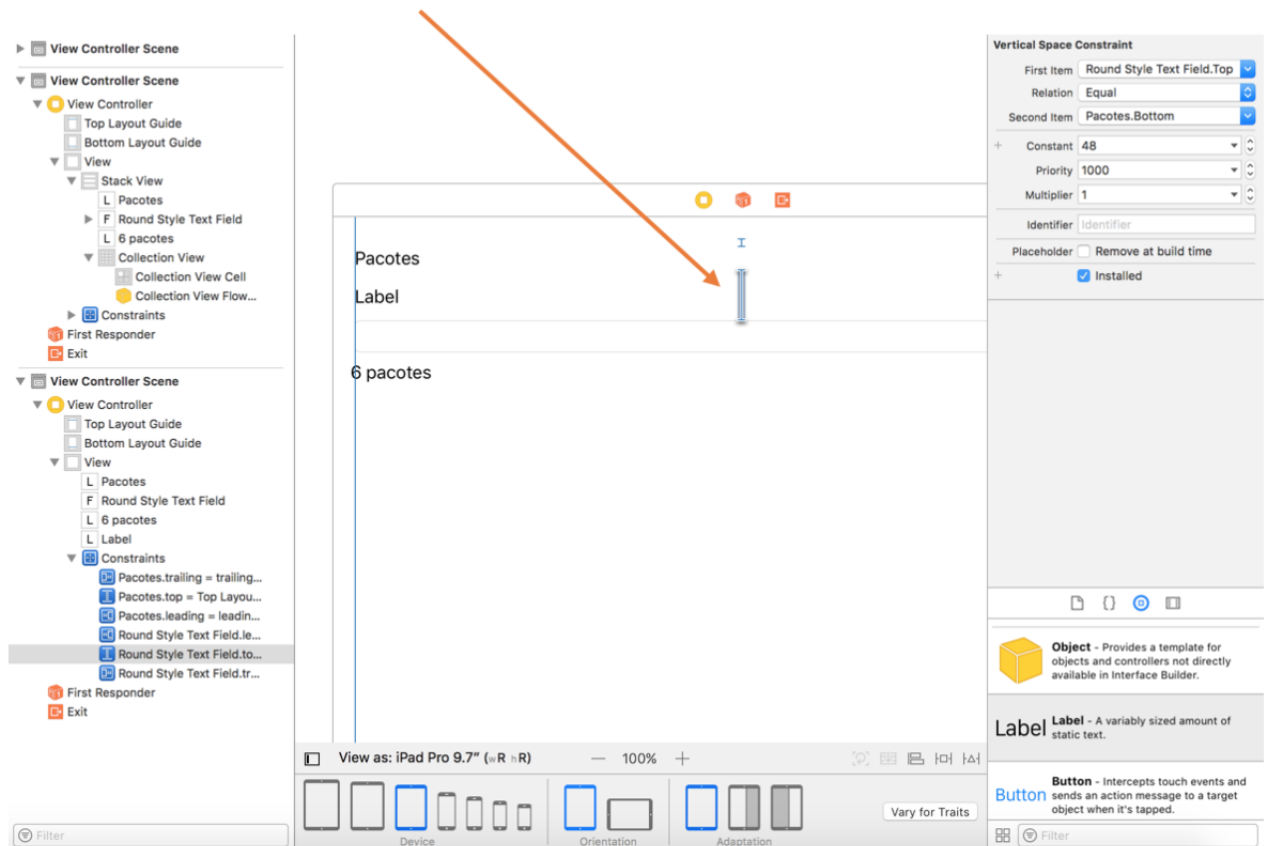 View Controller Scene
View Controller Scene
View Controller
Top Layout Guide
Bottom Layout Guide
View
Stack View
L Pacotes
F Round Style Text Field
L 6 pacotes
Collection View
Collection View Cell
Collection View Flow...
Constraints
First Responder
Exit
View Controller Scene
View Controller
Top Layout Guide
Bottom Layout Guide
View
L Pacotes
F Round Style Text Field
L 6 pacotes
L Label
Constraints
Pacotes.trailing = trailing...
Pacotes.top = Top Layou...
Pacotes.leading = leadin...
Round Style Text Field.le...
Round Style Text Field.to...
Round Style Text Field.tr...
First Responder
Exit
Filter
Pacotes
Label
6 pacotes
View as: iPad Pro 9.7" (wR hR)
100%
Device
Orientation
Adaptation
Vary for Traits
Vertical Space Constraint
First Item Round Style Text Field.Top
Relation Equal
Second Item Pacotes.Bottom
Constant 48
Priority 1000
Multiplier 1
Identifier Identifier
Placeholder Remove at build time
Installed
Object - Provides a template for
objects and controllers not directly
available in Interface Builder.
Label Label - A variably sized amount of
static text.
Button Button - Intercepts touch events and
sends an action message to a target
object when it's tapped.
Filter